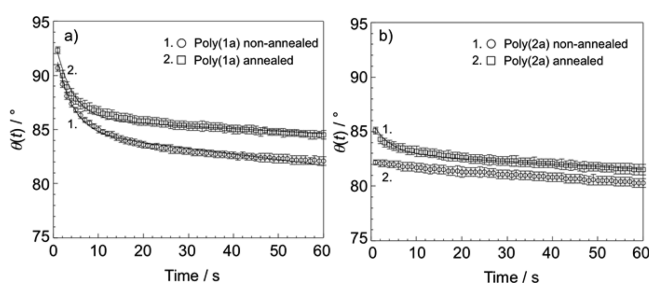 a)
1. Poly(1a) non-annealed
2. Poly(1a) annealed
2.
1.
θ(t) / °
95
90
85
80
75
0 10 20 30 40 50 60
Time / s
b)
1. Poly(2a) non-annealed
2. Poly(2a) annealed
1.
2.
θ(t) / °
95
90
85
80
75
0 10 20 30 40 50 60
Time / s